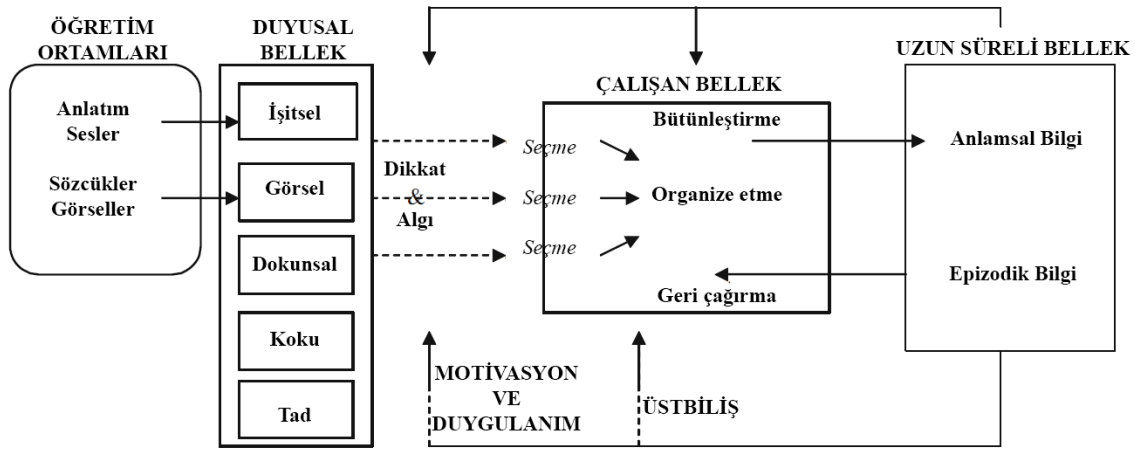 ÖĞRETİM
ORTAMLARI
Anlatım
Sesler
Sözcükler
Görseller
DUYUSAL
BELLEK
İşitsel
Görsel
Dokunsal
Koku
Tad
Dikkat
&
Algı
Seçme
Seçme
Seçme
ÇALIŞAN BELLEK
Bütünleştirme
Organize etme
Geri çağırma
UZUN SÜRELİ BELLEK
Anlamsal Bilgi
Epizodik Bilgi
MOTİVASYON
VE
DUYGULANIM
ÜSTBİLİŞ